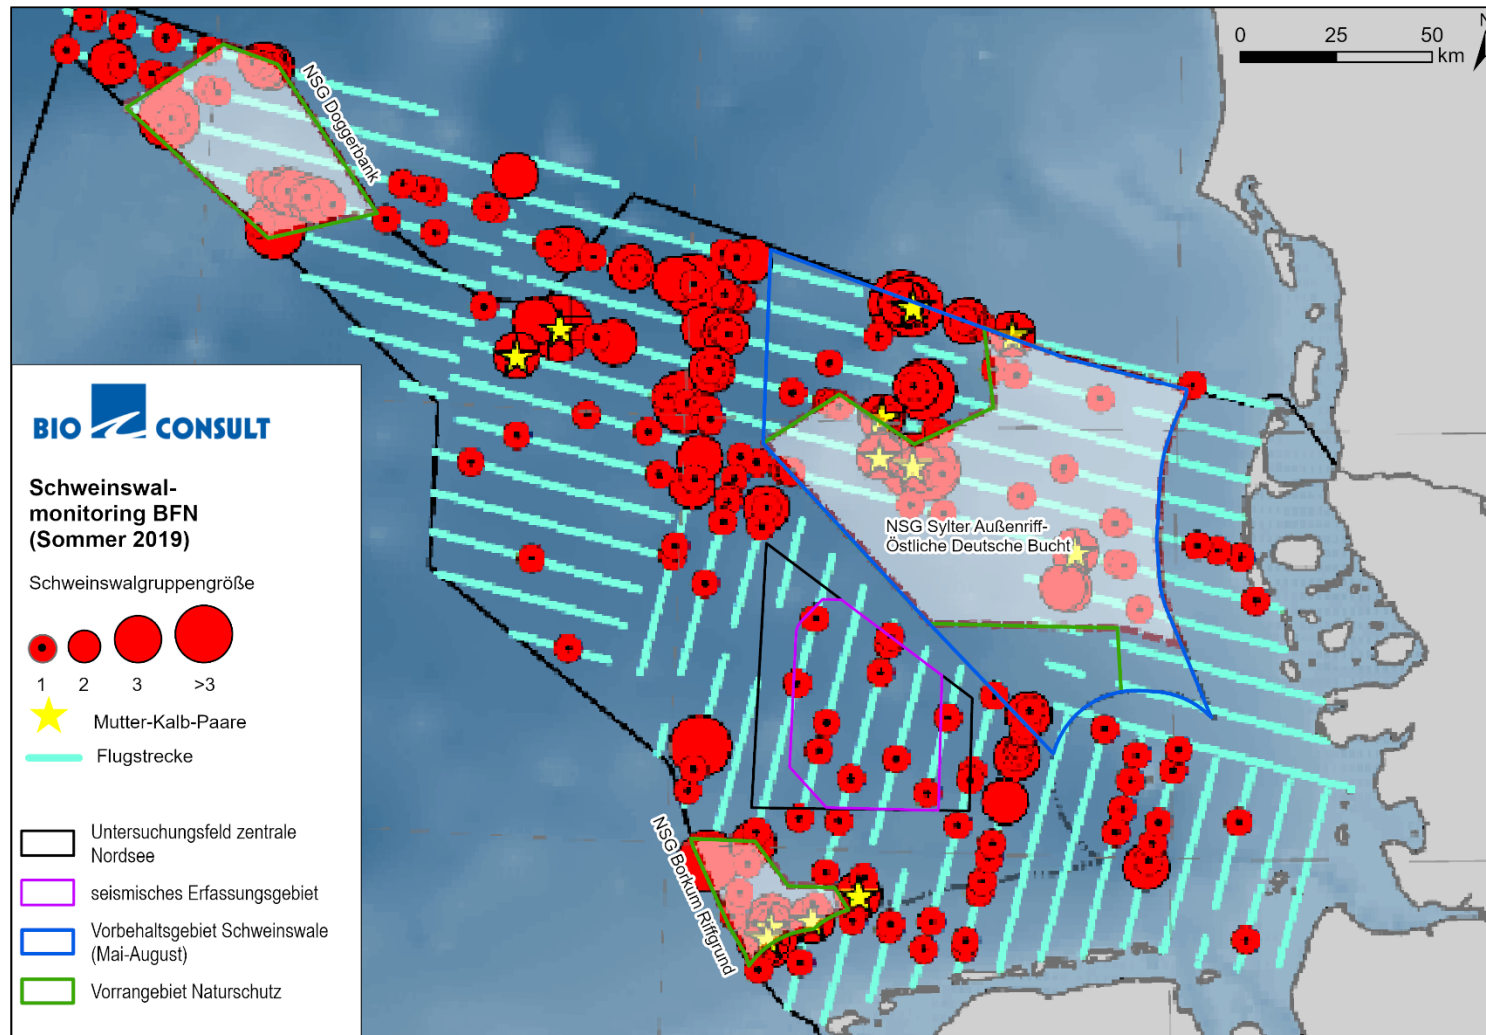 0 25 50
km
N
NSG Doggerbank
BIO CONSULT
Schweinswal-
monitoring BFN
(Sommer 2019)
Schweinswalgruppengröße
1 2 3 >3
Mutter-Kalb-Paare
Flugstrecke
Untersuchungsfeld zentrale
Nordsee
seismisches Erfassungsgebiet
Vorbehaltsgebiet Schweinswale
(Mai-August)
Vorrangebiet Naturschutz
NSG Sylter Außenriff-
Östliche Deutsche Bucht
NSG Borkum Riffgrund